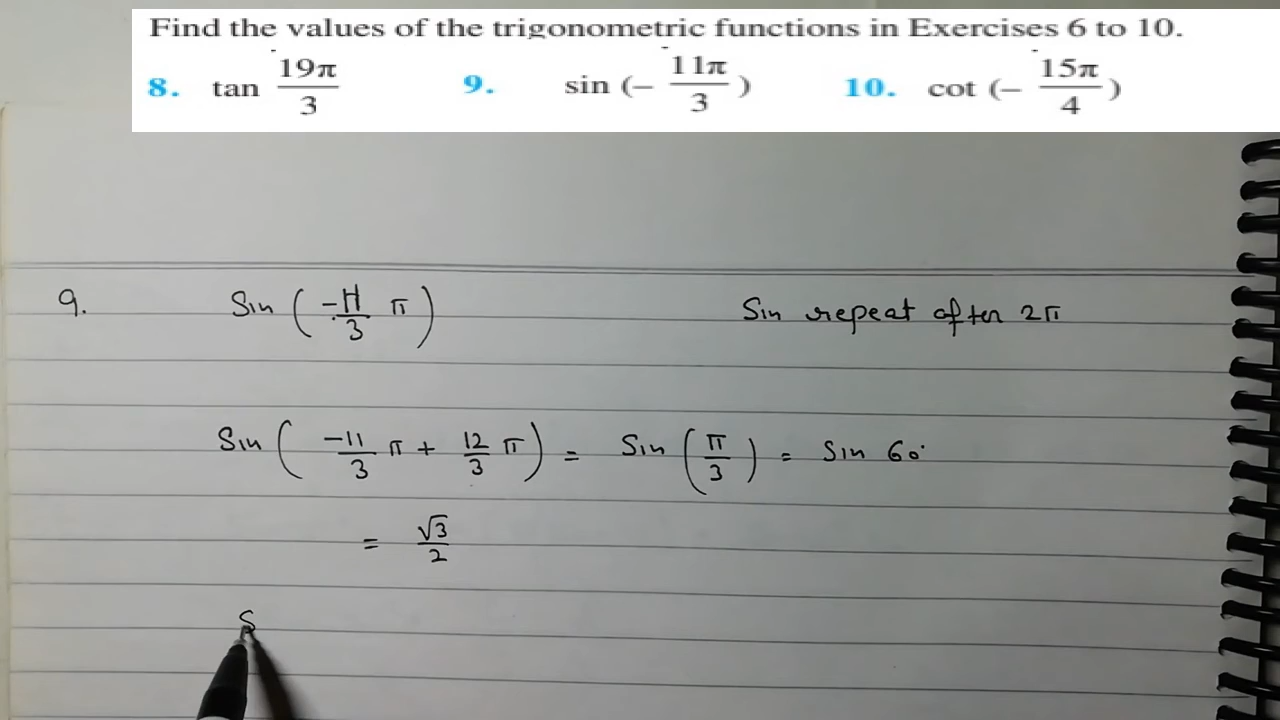 Find the values of the trigonometric functions in Exercises 6 to 10.
8. tan 19π/3 9. sin (– 11π/3) 10. cot (– 15π/4)
9. Sin (-11/3 π) Sin repeat after 2π
Sin (-11/3 π + 12/3 π) = Sin (π/3) = Sin 60°
= √3/2
S